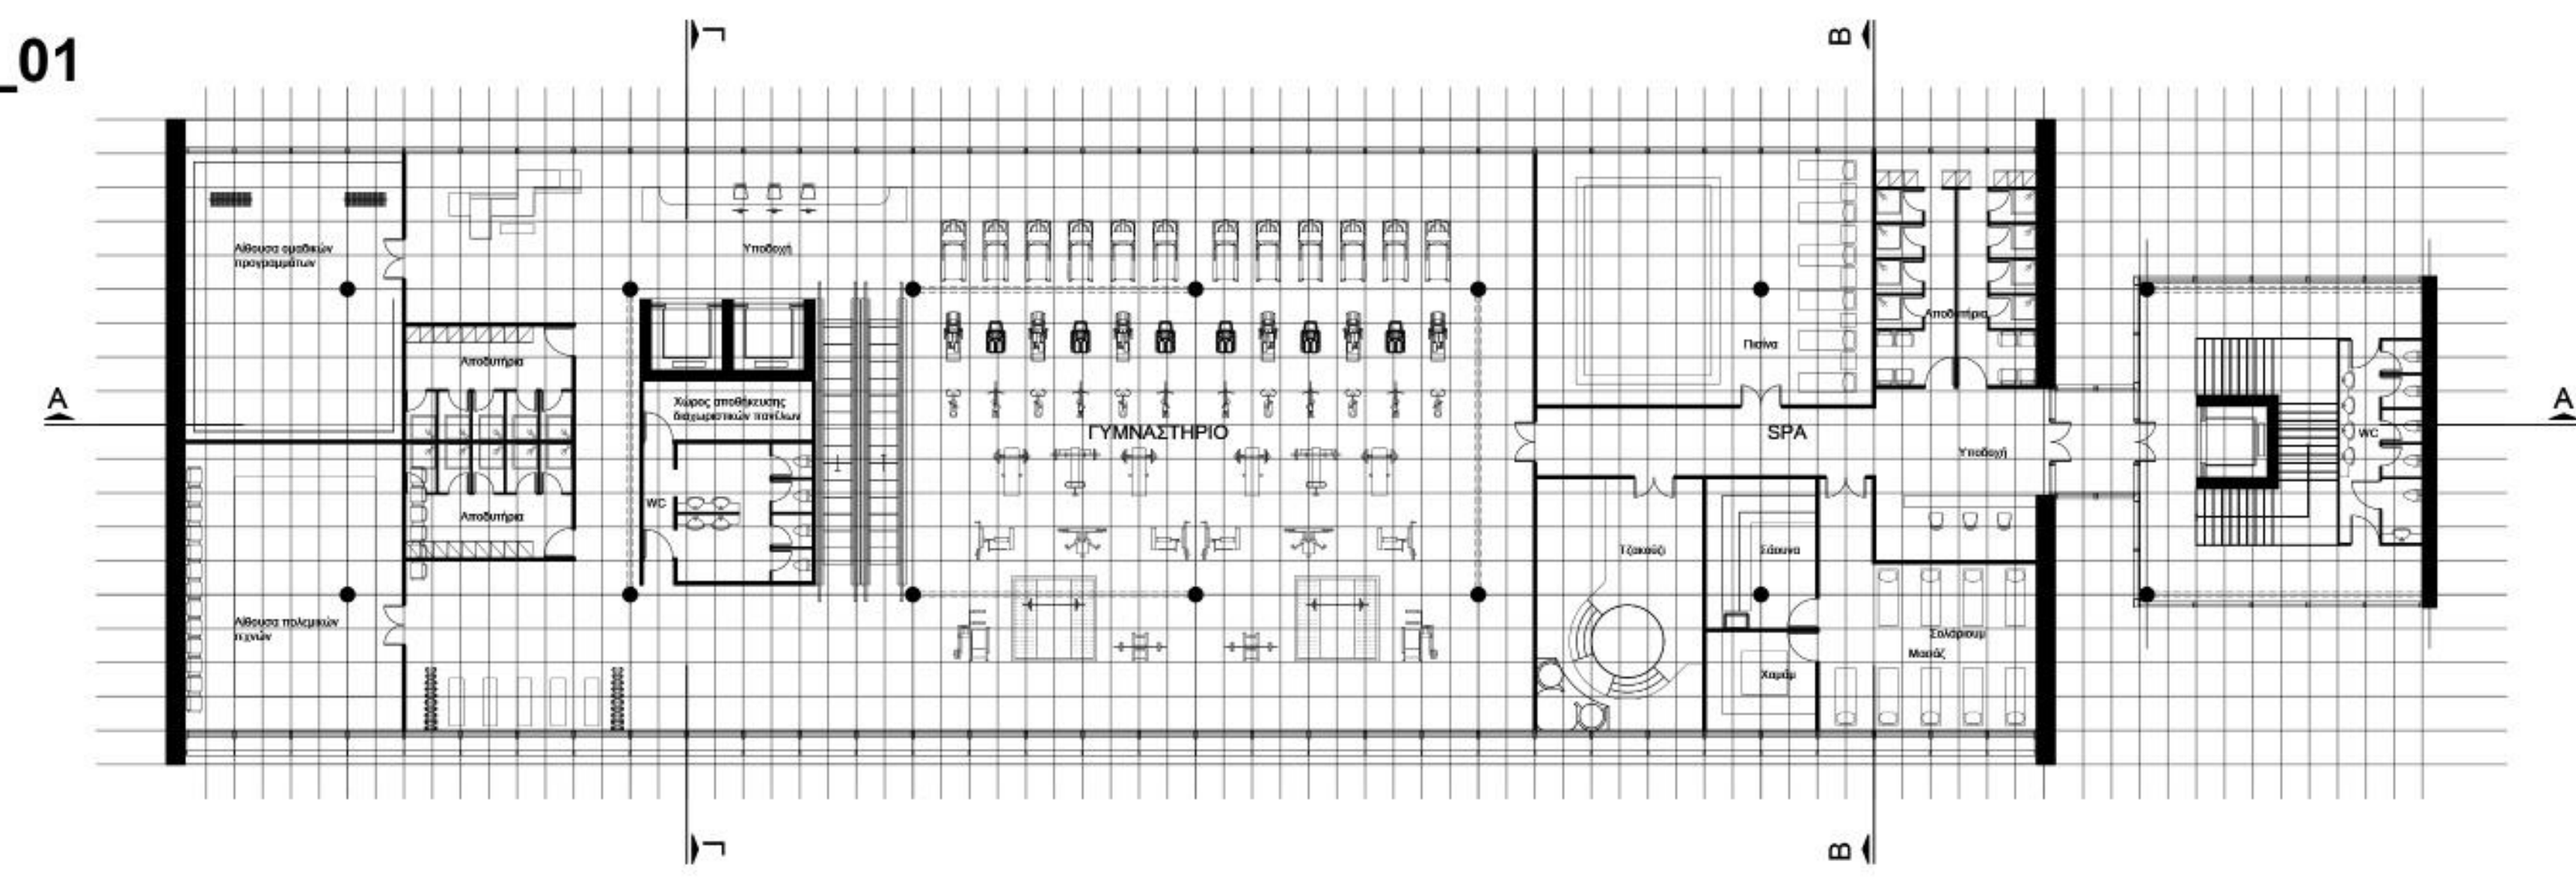 _01
Γ
B
Αίθουσα ομαδικών
προγραμμάτων
Υποδοχή
Αποδυτήρια
Αποδυτήρια
Πισίνα
A
A
Χώρος αποθήκευσης
διαχωριστικών πανέλων
ΓΥΜΝΑΣΤΗΡΙΟ
SPA
WC
Υποδοχή
WC
Αποδυτήρια
Τζακούζι
Σάουνα
Αίθουσα πολεμικών
τεχνών
Σολάριουμ
Μασάζ
Χαμάμ
Γ
B